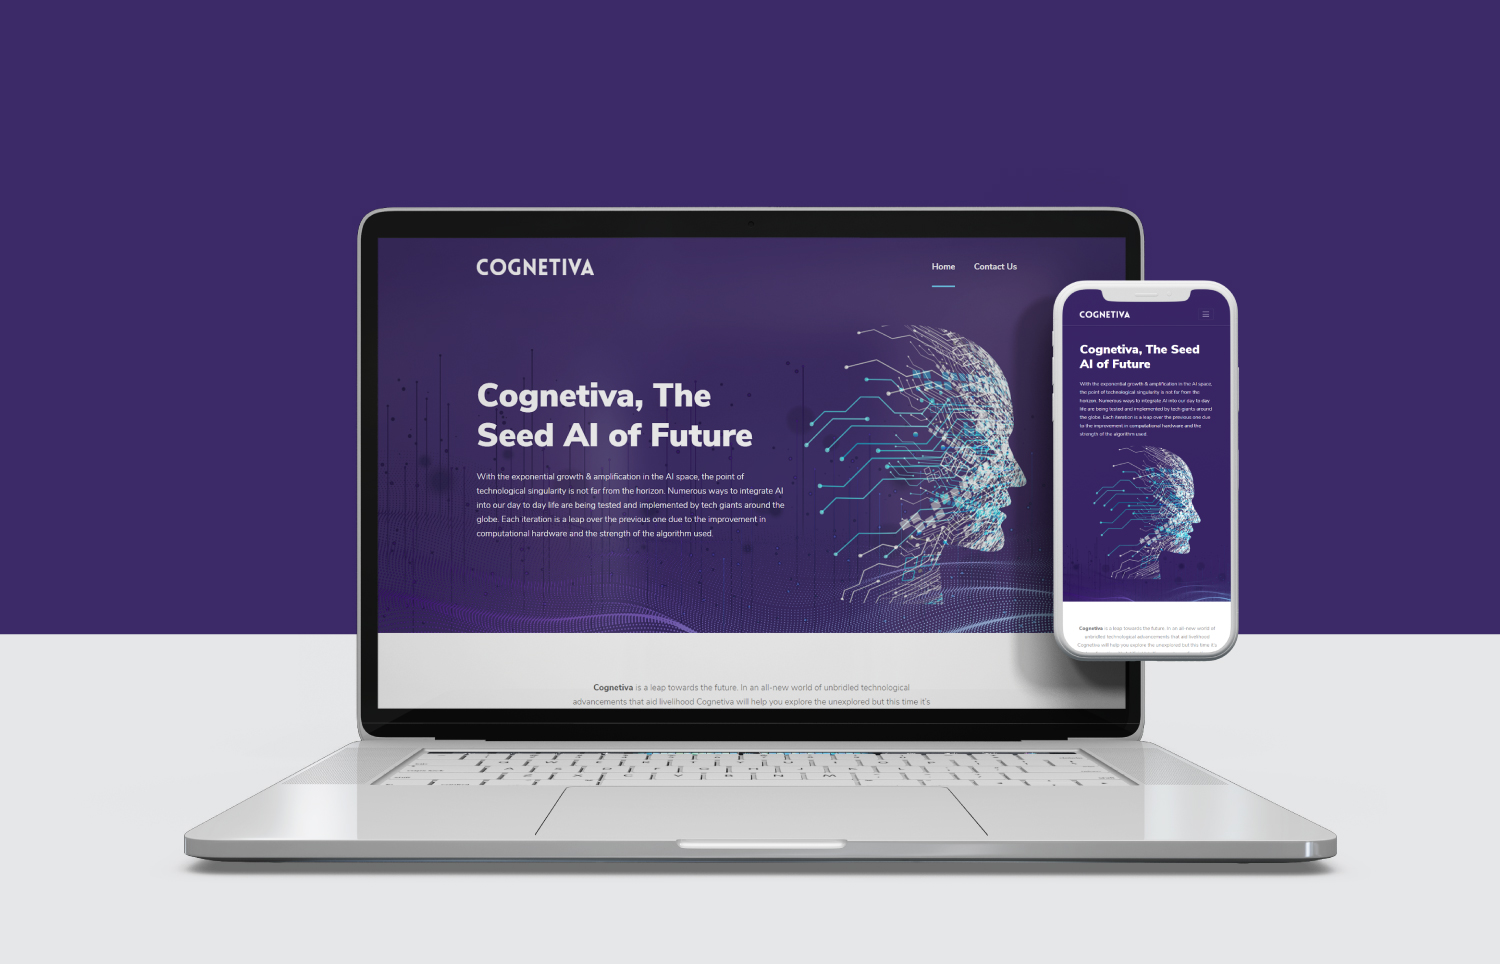 COGNETIVA
Home
Contact Us
Cognetiva, The
Seed AI of Future
With the exponential growth & amplification in the AI space, the point of
technological singularity is not far from the horizon. Numerous ways to integrate AI
into our day to day life are being tested and implemented by tech giants around the
globe. Each iteration is a leap over the previous one due to the improvement in
computational hardware and the strength of the algorithm used.
Cognetiva is a leap towards the future. In an all-new world of unbridled technological
advancements that aid livelihood Cognetiva will help you explore the unexplored but this time it's
COGNETIVA
Cognetiva, The Seed
AI of Future
With the exponential growth & amplification in the AI space,
the point of technological singularity is not far from the
horizon. Numerous ways to integrate AI into our day to day
life are being tested and implemented by tech giants around
the globe. Each iteration is a leap over the previous one due
to the improvement in computational hardware and the
strength of the algorithm used.
Cognetiva is a leap towards the future. In an all-new world of
unbridled technological advancements that aid livelihood
Cognetiva will help you explore the unexplored but this time it's